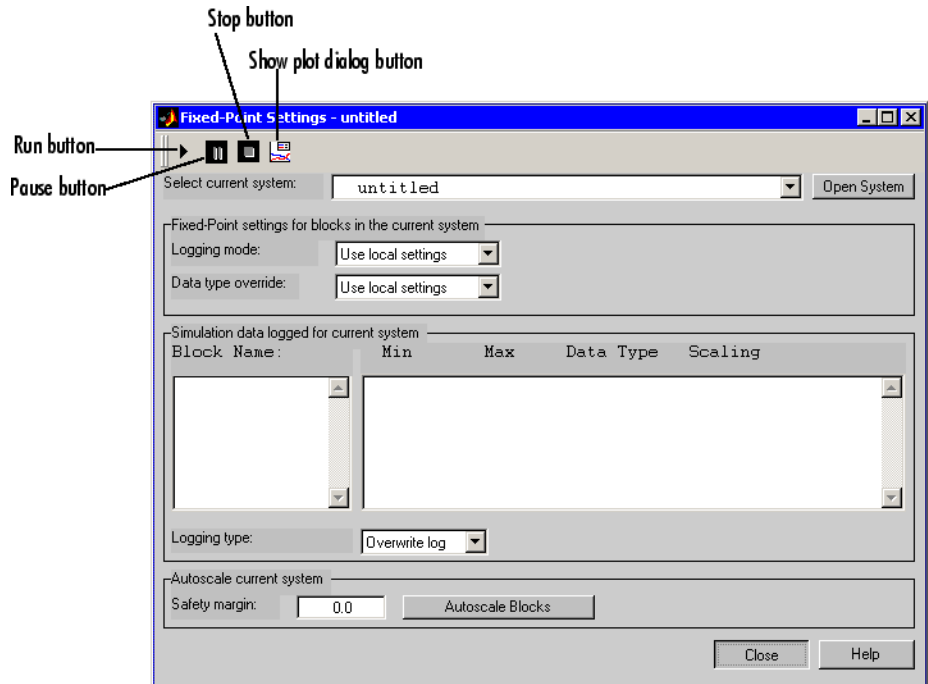 Stop button
Show plot dialog button
Fixed-Point Settings - untitled
Run button
Pause button
Select current system:
untitled
Open System
Fixed-Point settings for blocks in the current system
Logging mode:
Use local settings
Data type override:
Use local settings
Simulation data logged for current system
Block Name: Min Max Data Type Scaling
Logging type:
Overwrite log
Autoscale current system
Safety margin:
0.0
Autoscale Blocks
Close
Help